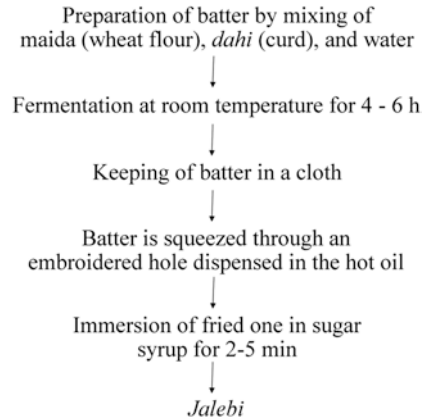 Preparation of batter by mixing of
maida (wheat flour), dahi (curd), and water
Fermentation at room temperature for 4 - 6 h
Keeping of batter in a cloth
Batter is squeezed through an
embroidered hole dispensed in the hot oil
Immersion of fried one in sugar
syrup for 2-5 min
Jalebi